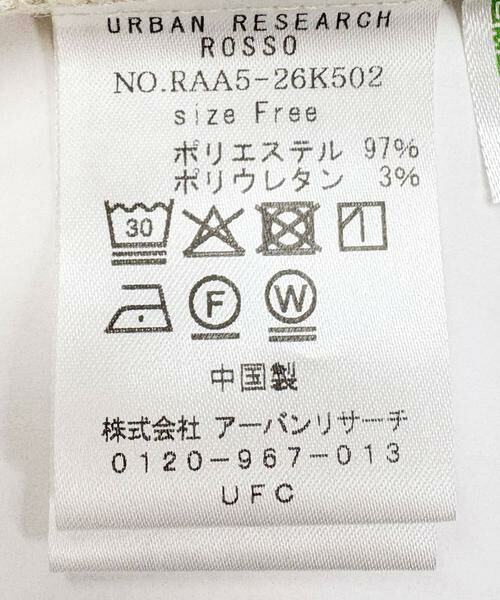 URBAN RESEARCH
ROSSO
NO.RAA5-26K502
size Free
ポリエステル 97%
ポリウレタン 3%
30
F W
中国製
株式会社 アーバンリサーチ
0120-967-013
UFC